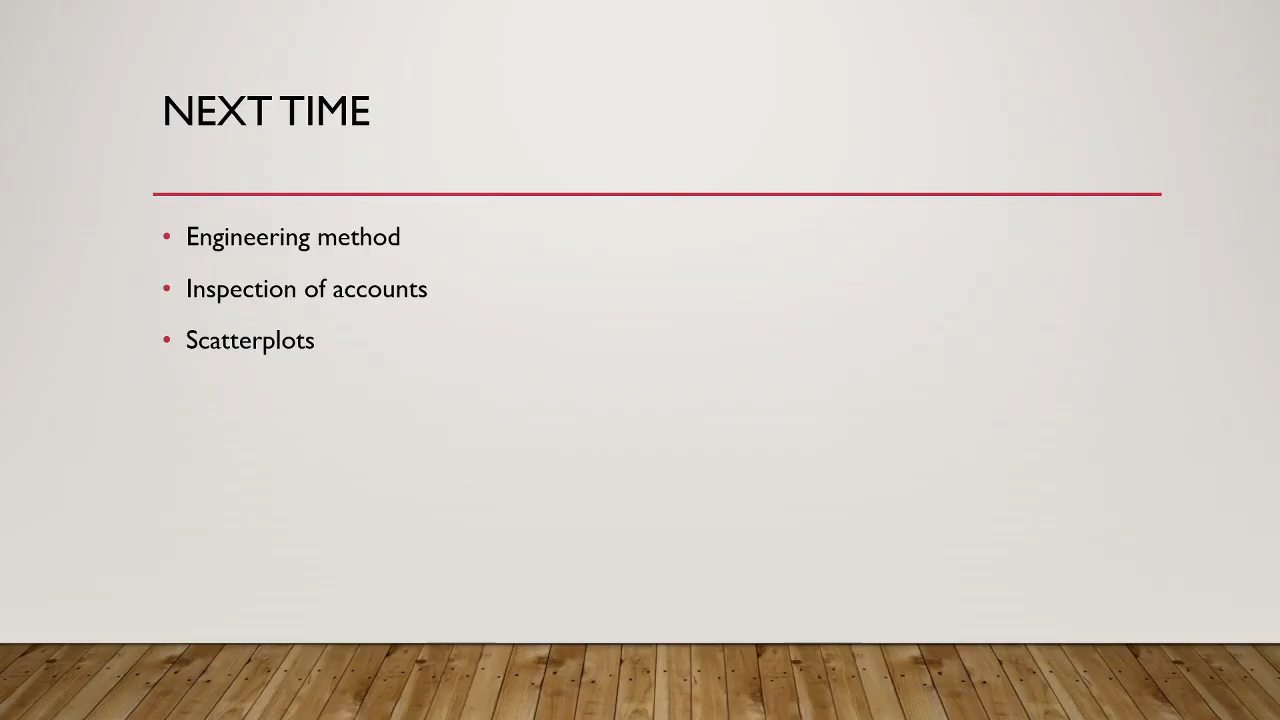 NEXT TIME
• Engineering method
• Inspection of accounts
• Scatterplots